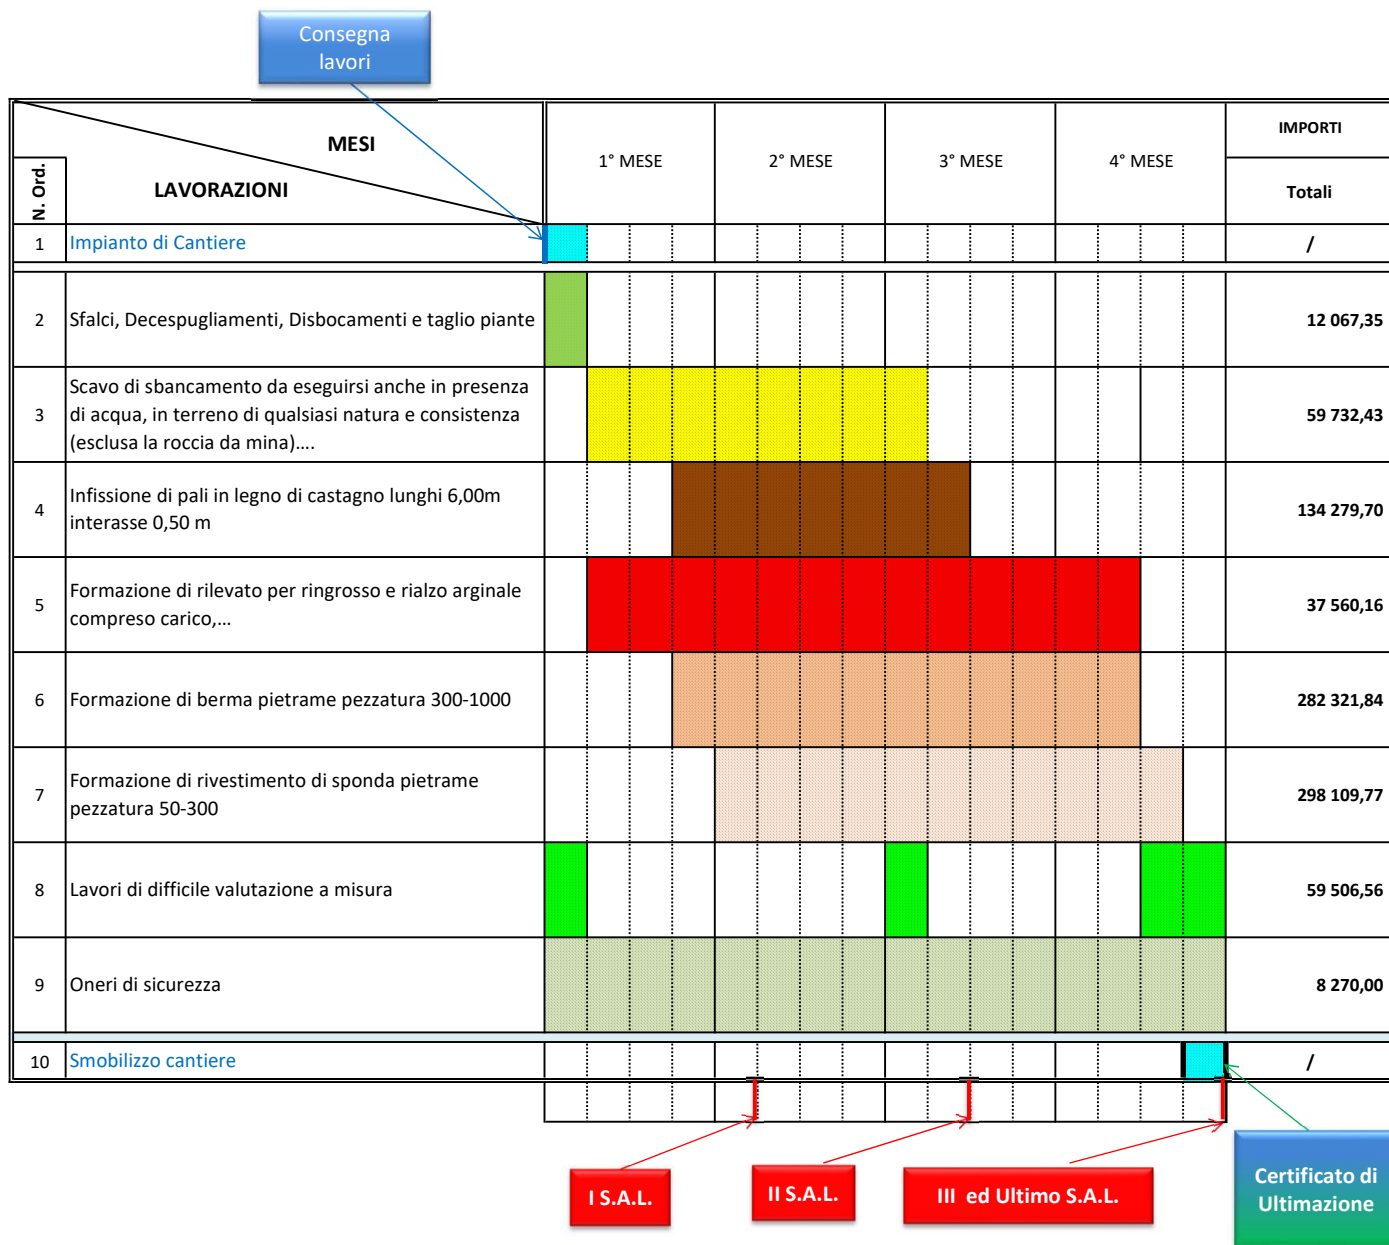 Consegna
lavori
MESI
LAVORAZIONI
N. Ord.
1° MESE
2° MESE
3° MESE
4° MESE
IMPORTI
Totali
1 Impianto di Cantiere /
2 Sfalci, Decespugliamenti, Disbocamenti e taglio piante 12 067,35
Scavo di sbancamento da eseguirsi anche in presenza
3 di acqua, in terreno di qualsiasi natura e consistenza 59 732,43
(esclusa la roccia da mina)....
4 Infissione di pali in legno di castagno lunghi 6,00m 134 279,70
interasse 0,50 m
5 Formazione di rilevato per ringrosso e rialzo arginale 37 560,16
compreso carico,...
6 Formazione di berma pietrame pezzatura 300-1000 282 321,84
7 Formazione di rivestimento di sponda pietrame 298 109,77
pezzatura 50-300
8 Lavori di difficile valutazione a misura 59 506,56
9 Oneri di sicurezza 8 270,00
10 Smobilizzo cantiere /
I S.A.L.
II S.A.L.
III ed Ultimo S.A.L.
Certificato di
Ultimazione